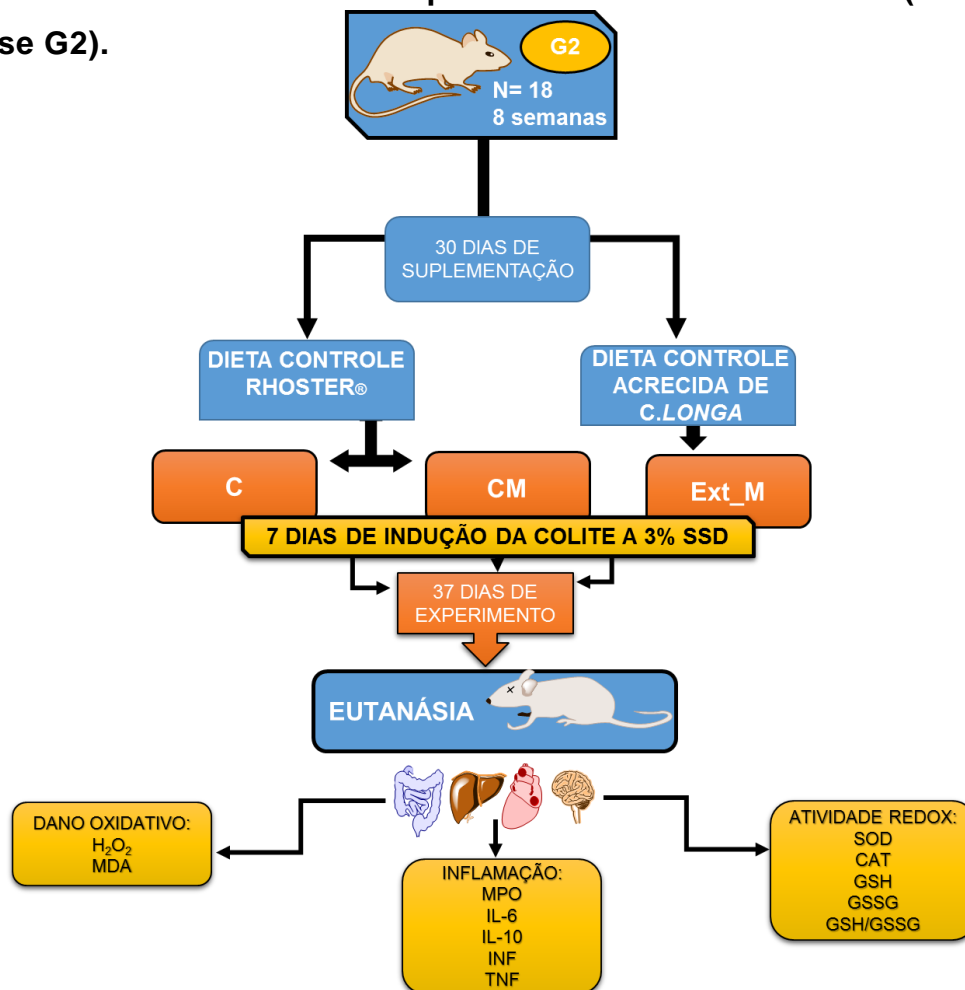 se G2).
G2
N= 18
8 semanas
30 DIAS DE
SUPLEMENTAÇÃO
DIETA CONTROLE
RHOSTER®
DIETA CONTROLE
ACRECIDA DE
C.LONGA
C
CM
Ext_M
7 DIAS DE INDUÇÃO DA COLITE A 3% SSD
37 DIAS DE
EXPERIMENTO
EUTANÁSIA
DANO OXIDATIVO:
H₂O₂
MDA
INFLAMAÇÃO:
MPO
IL-6
IL-10
INF
TNF
ATIVIDADE REDOX:
SOD
CAT
GSH
GSSG
GSH/GSSG